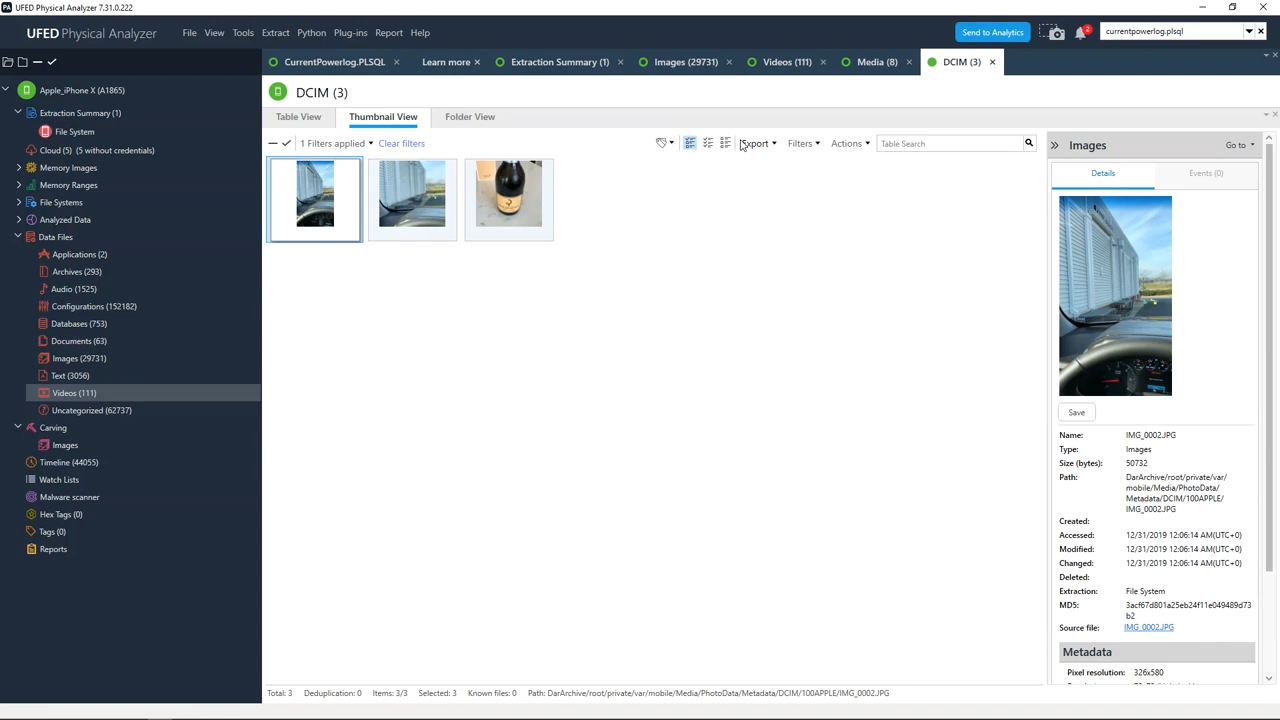 UFED Physical Analyzer 7.31.0.222
UFED Physical Analyzer File View Tools Extract Python Plug-ins Report Help Send to Analytics 2 currentpowerlog.plsql
CurrentPowerlog.PLSQL Learn more Extraction Summary (1) Images (29731) Videos (111) Media (8) DCIM (3)
Apple_iPhone X (A1865)
Extraction Summary (1)
File System
Cloud (5) (5 without credentials)
Memory Images
Memory Ranges
File Systems
Analyzed Data
Data Files
Applications (2)
Archives (293)
Audio (1525)
Configurations (152182)
Databases (753)
Documents (63)
Images (29731)
Text (3056)
Videos (111)
Uncategorized (62737)
Carving
Images
Timeline (44055)
Watch Lists
Malware scanner
Hex Tags (0)
Tags (0)
Reports
DCIM (3)
Table View Thumbnail View Folder View
1 Filters applied Clear filters Export Filters Actions Table Search
Images Go to
Details Events (0)
Save
Name: IMG_0002.JPG
Type: Images
Size (bytes): 50732
Path: DarArchive/root/private/var/
mobile/Media/PhotoData/
Metadata/DCIM/100APPLE/
IMG_0002.JPG
Created:
Accessed: 12/31/2019 12:06:14 AM(UTC+0)
Modified: 12/31/2019 12:06:14 AM(UTC+0)
Changed: 12/31/2019 12:06:14 AM(UTC+0)
Deleted:
Extraction: File System
MD5: 3acf67d801a25eb24f11e049489d73
b2
Source file: IMG_0002.JPG
Metadata
Pixel resolution: 326x580
Total: 3 Deduplication: 0 Items: 3/3 Selected: 3 Known files: 0 Path: DarArchive/root/private/var/mobile/Media/PhotoData/Metadata/DCIM/100APPLE/IMG_0002.JPG